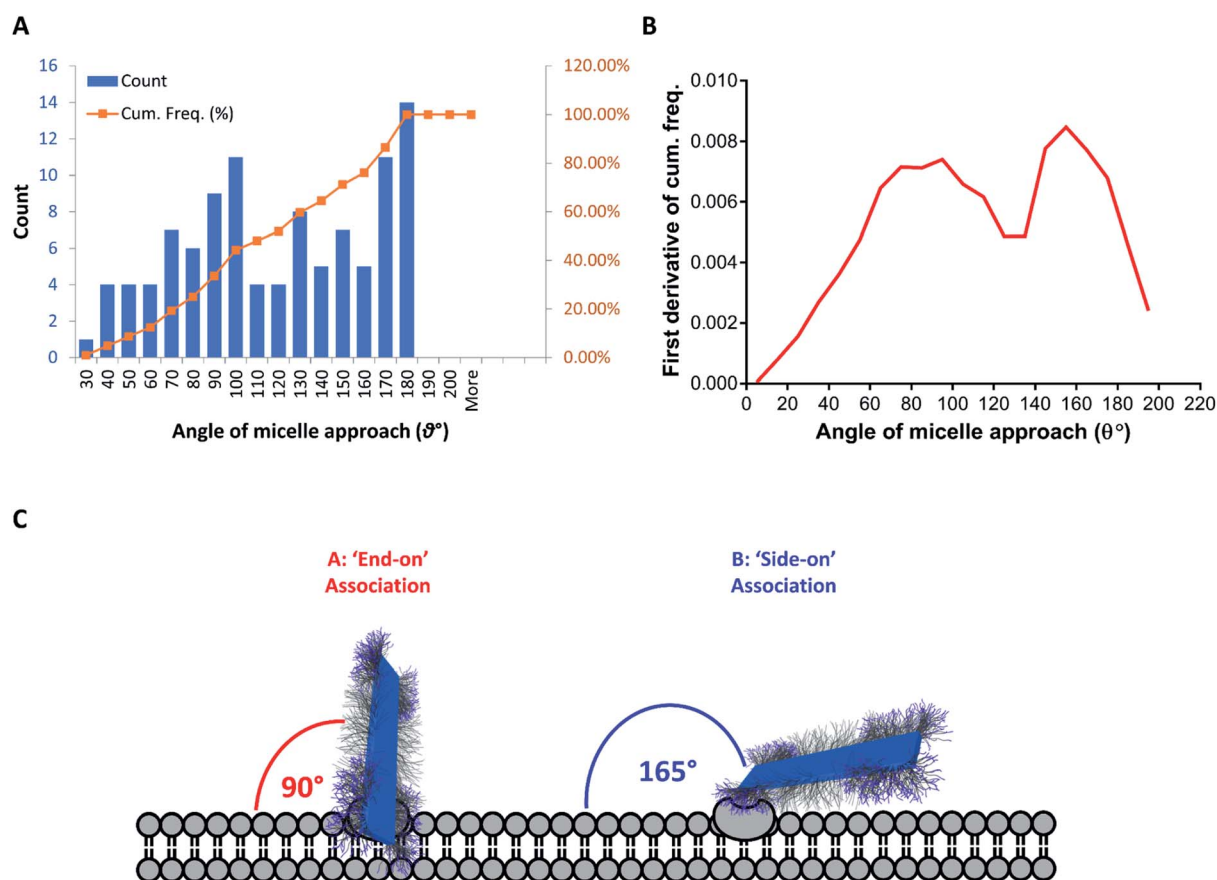 A
16
14
12
10
8
6
4
2
0
Count
Count
Cum. Freq. (%)
120.00%
100.00%
80.00%
60.00%
40.00%
20.00%
0.00%
30 40 50 60 70 80 90 100 110 120 130 140 150 160 170 180 190 200 More
Angle of micelle approach (ϑ°)
B
First derivative of cum. freq.
0.010
0.008
0.006
0.004
0.002
0.000
0 20 40 60 80 100 120 140 160 180 200 220
Angle of micelle approach (θ°)
C
A: ‘End-on’
Association
B: ‘Side-on’
Association
90°
165°